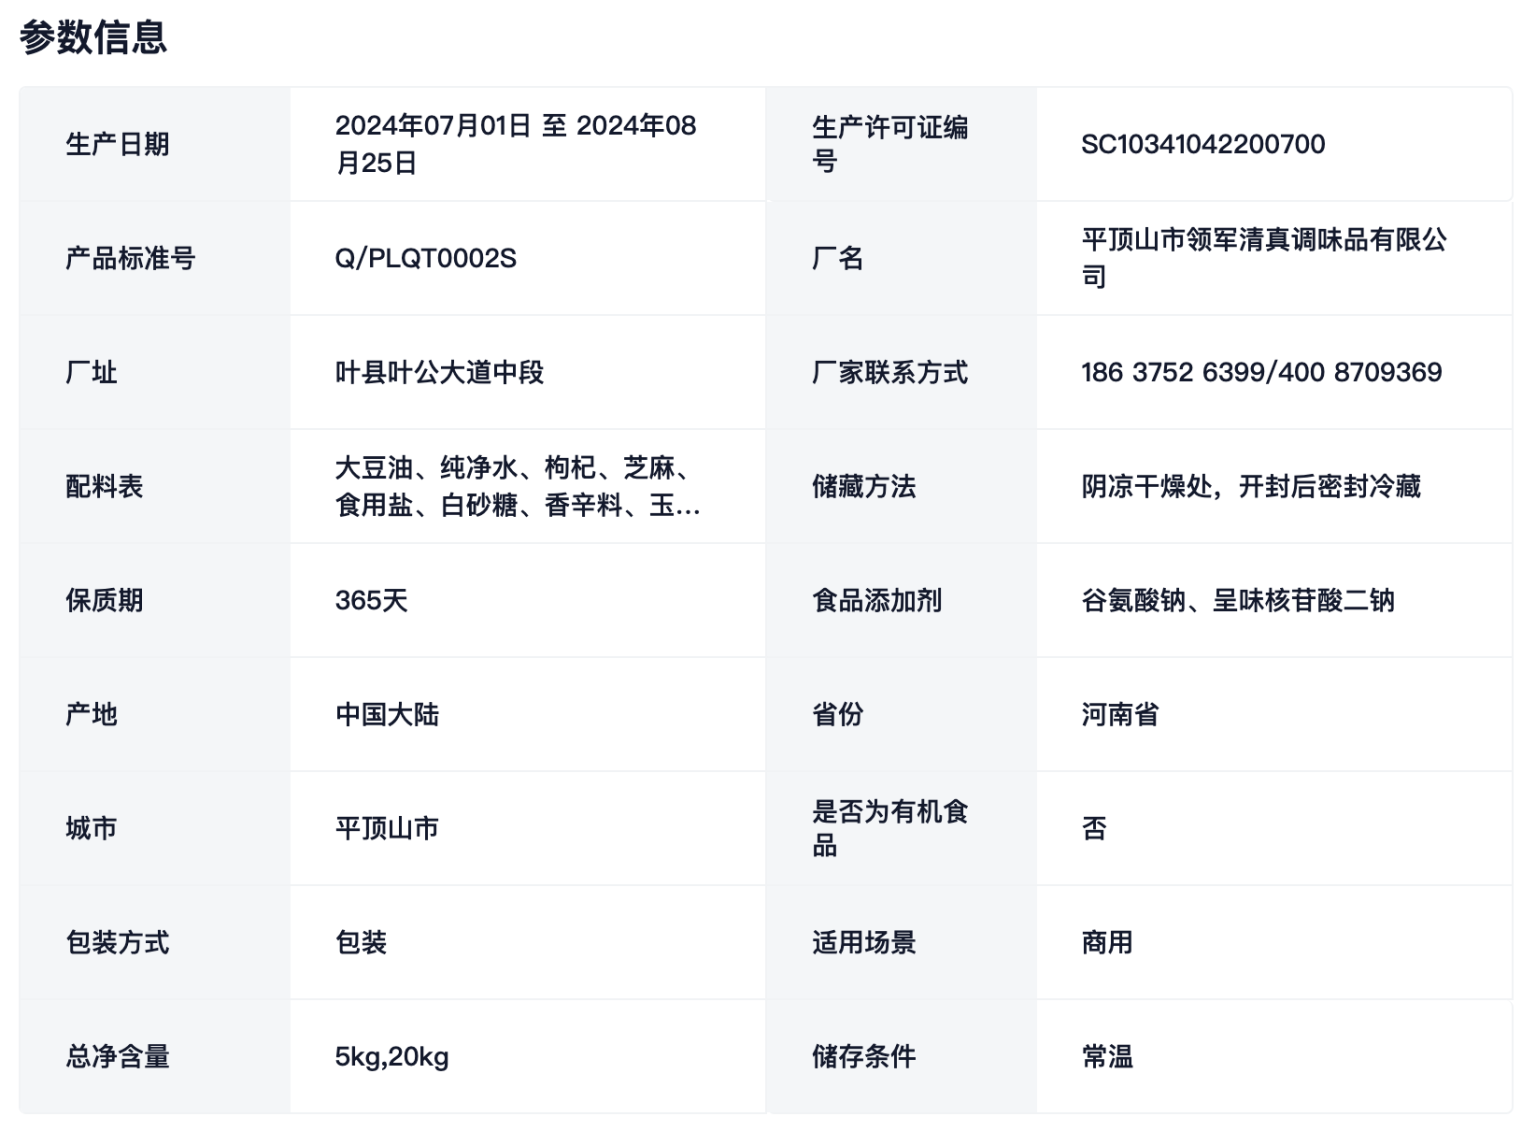 参数信息
生产日期
2024年07月01日 至 2024年08
月25日
生产许可证编
号
SC10341042200700
产品标准号
Q/PLQT0002S
厂名
平顶山市领军清真调味品有限公
司
厂址
叶县叶公大道中段
厂家联系方式
186 3752 6399/400 8709369
配料表
大豆油、纯净水、枸杞、芝麻、
食用盐、白砂糖、香辛料、玉...
储藏方法
阴凉干燥处，开封后密封冷藏
保质期
365天
食品添加剂
谷氨酸钠、呈味核苷酸二钠
产地
中国大陆
省份
河南省
城市
平顶山市
是否为有机食
品
否
包装方式
包装
适用场景
商用
总净含量
5kg,20kg
储存条件
常温